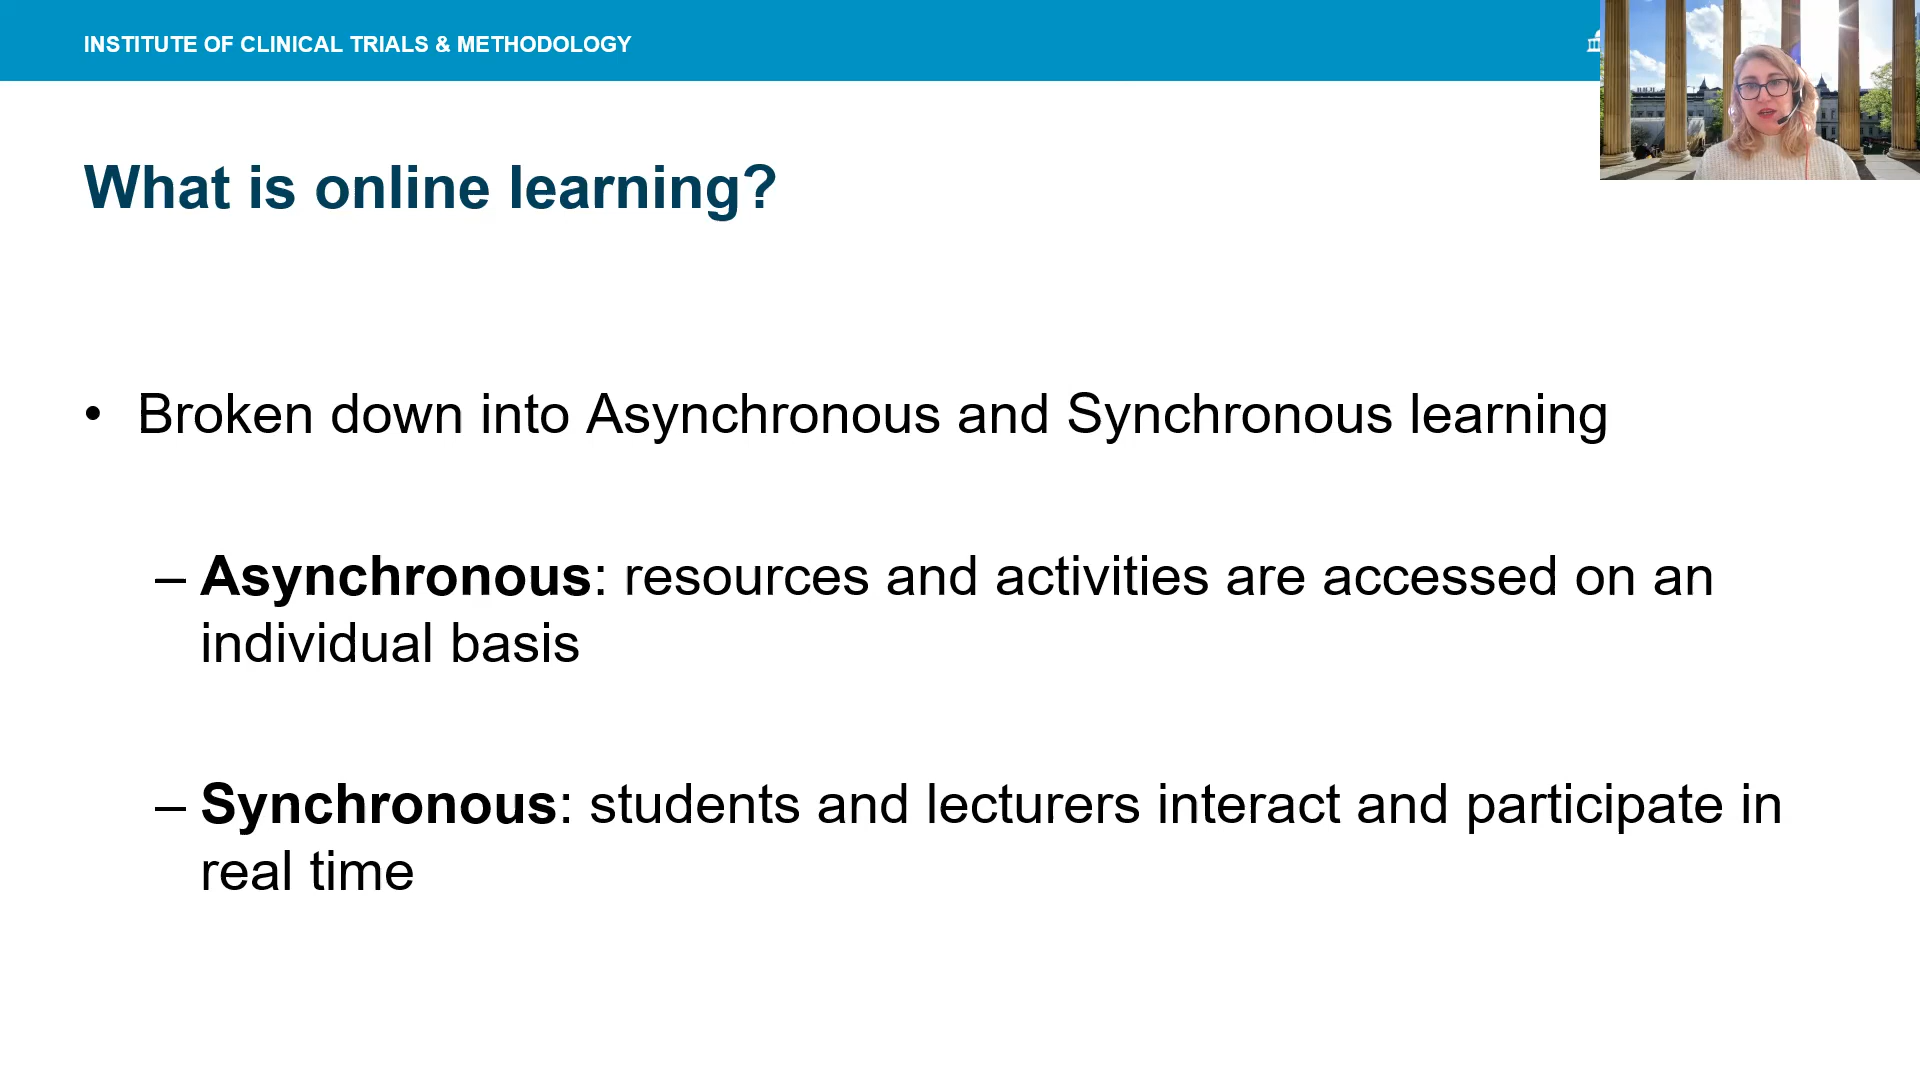 INSTITUTE OF CLINICAL TRIALS & METHODOLOGY
What is online learning?
• Broken down into Asynchronous and Synchronous learning
– Asynchronous: resources and activities are accessed on an
individual basis
– Synchronous: students and lecturers interact and participate in
real time